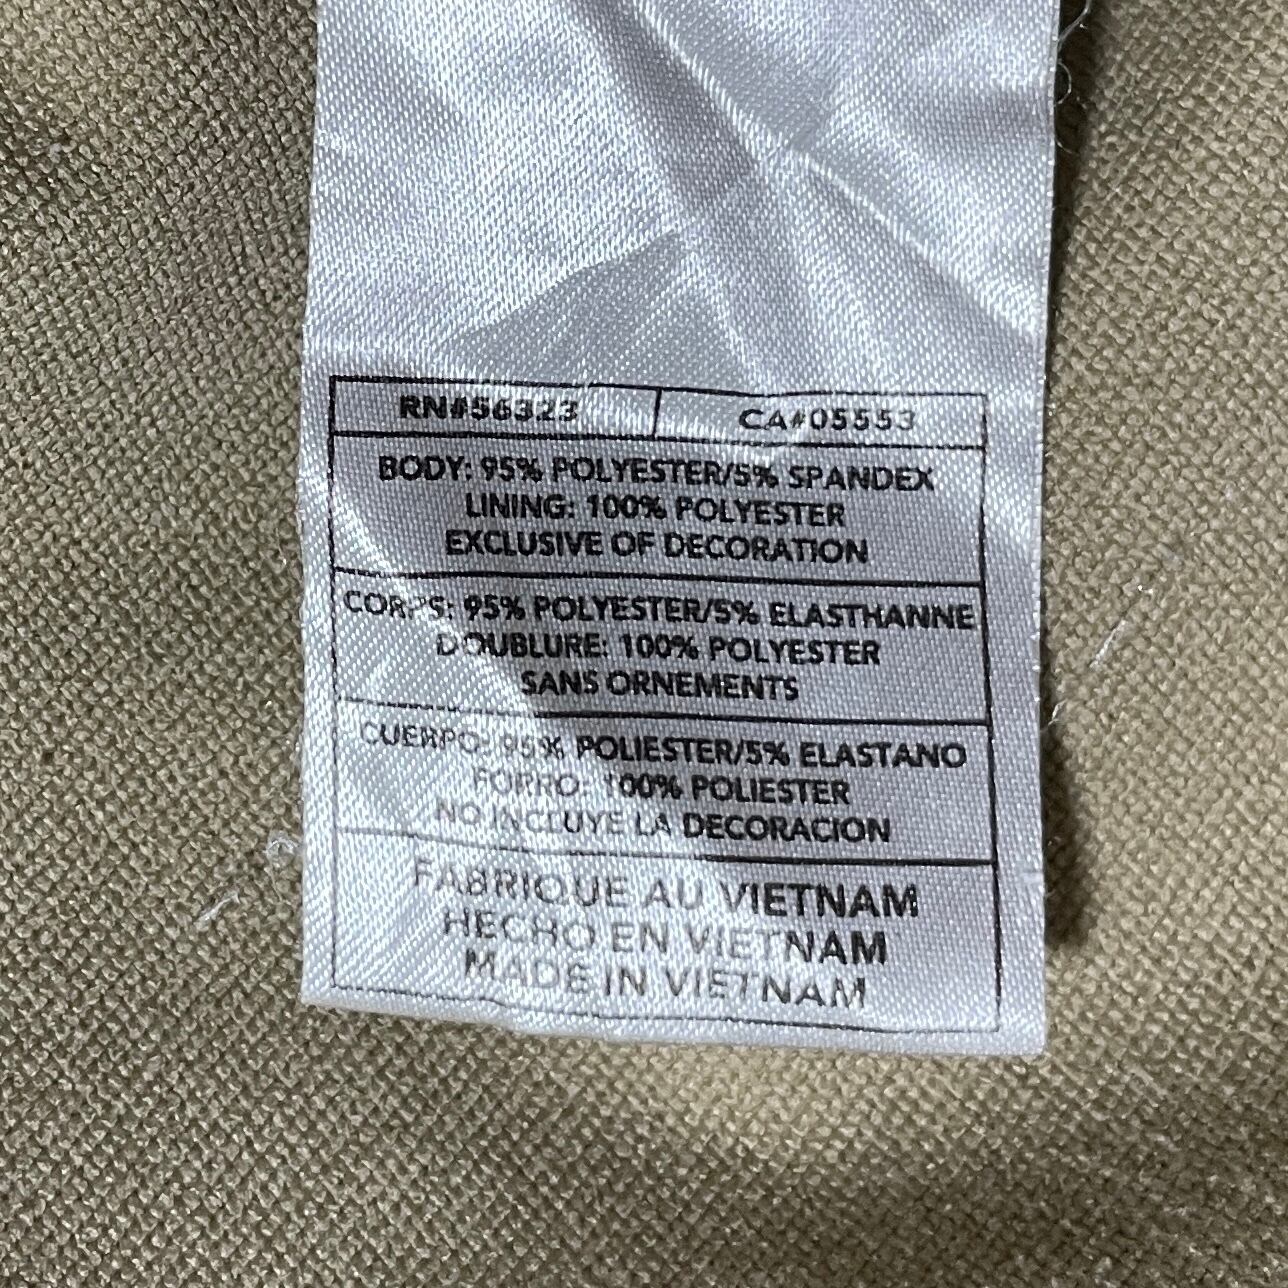 RN#56323 CA#05553
BODY: 95% POLYESTER/5% SPANDEX
LINING: 100% POLYESTER
EXCLUSIVE OF DECORATION
CORPS: 95% POLYESTER/5% ELASTHANNE
DOUBLURE: 100% POLYESTER
SANS ORNEMENTS
CUERPO: 95% POLIESTER/5% ELASTANO
FORRO: 100% POLIESTER
NO INCLUYE LA DECORACION
FABRIQUE AU VIETNAM
HECHO EN VIETNAM
MADE IN VIETNAM